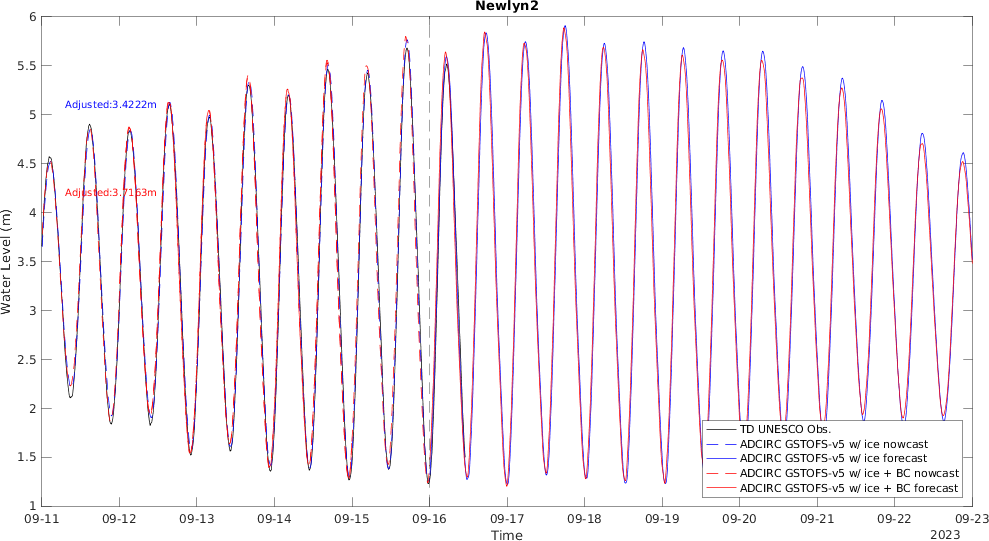 Newlyn2
6
5.5
5
4.5
4
3.5
3
2.5
2
1.5
1
Water Level (m)
Adjusted:3.4222m
Adjusted:3.7163m
TD UNESCO Obs.
ADCIRC GSTOFS-v5 w/ ice nowcast
ADCIRC GSTOFS-v5 w/ ice forecast
ADCIRC GSTOFS-v5 w/ ice + BC nowcast
ADCIRC GSTOFS-v5 w/ ice + BC forecast
09-11 09-12 09-13 09-14 09-15 09-16 09-17 09-18 09-19 09-20 09-21 09-22 09-23
Time
2023